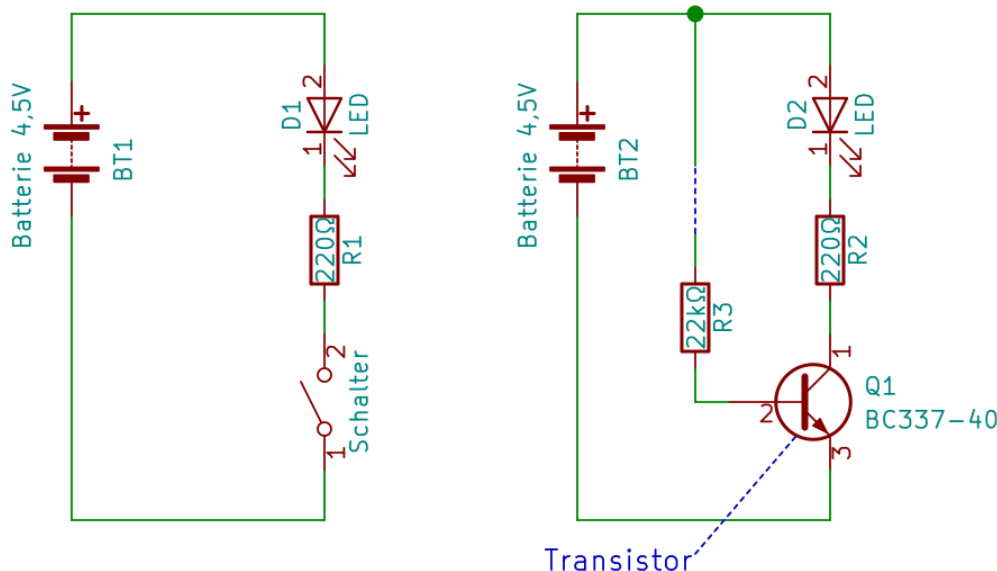 Batterie 4,5V
+
BT1
2
D1
LED
1
220Ω
R1
2
Schalter
1
Batterie 4,5V
+
BT2
2
D2
LED
1
220Ω
R2
22kΩ
R3
1
2
Q1
BC337-40
3
Transistor